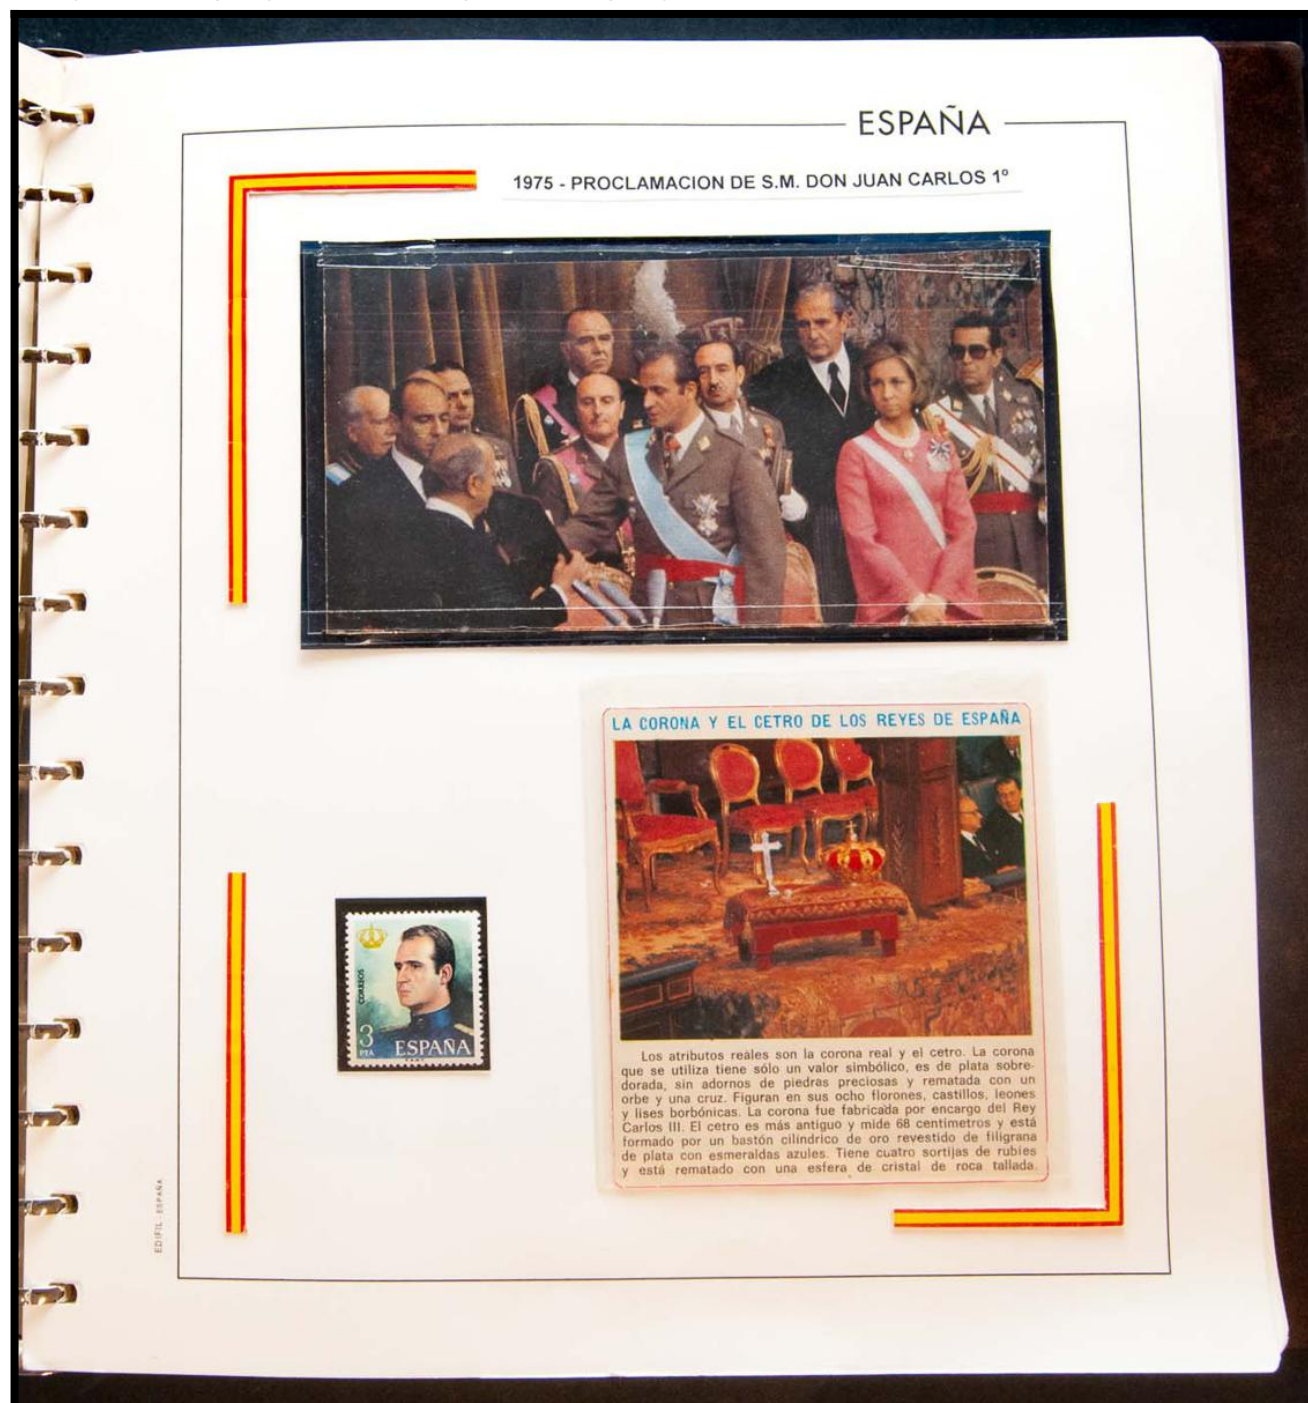 ESPAÑA
1975 - PROCLAMACION DE S.M. DON JUAN CARLOS 1º
LA CORONA Y EL CETRO DE LOS REYES DE ESPAÑA
Los atributos reales son la corona real y el cetro. La corona
que se utiliza tiene sólo un valor simbólico, es de plata sobre-
dorada, sin adornos de piedras preciosas y rematada con un
orbe y una cruz. Figuran en sus ocho florones, castillos, leones
y lises borbónicas. La corona fue fabricada por encargo del Rey
Carlos III. El cetro es más antiguo y mide 68 centímetros y está
formado por un bastón cilíndrico de oro revestido de filigrana
de plata con esmeraldas azules. Tiene cuatro sortijas de rubíes
y está rematado con una esfera de cristal de roca tallada.
CORREOS
3
PTA
ESPAÑA
EDIFIL - ESPAÑA